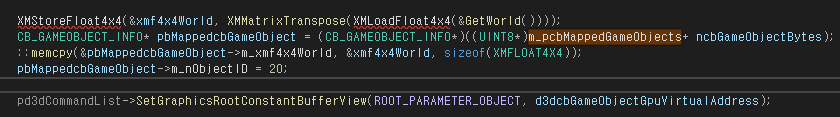 XMStoreFloat4x4(&xmf4x4World, XMMatrixTranspose(XMLoadFloat4x4(&GetWorld())));
CB_GAMEOBJECT_INFO* pbMappedcbGameObject = (CB_GAMEOBJECT_INFO*)((UINT8*)m_pcbMappedGameObjects+ ncbGameObjectBytes);
::memcpy(&pbMappedcbGameObject->m_xmf4x4World, &xmf4x4World, sizeof(XMFLOAT4X4));
pbMappedcbGameObject->m_nObjectID = 20;
pd3dCommandList->SetGraphicsRootConstantBufferView(ROOT_PARAMETER_OBJECT, d3dcbGameObjectGpuVirtualAddress);